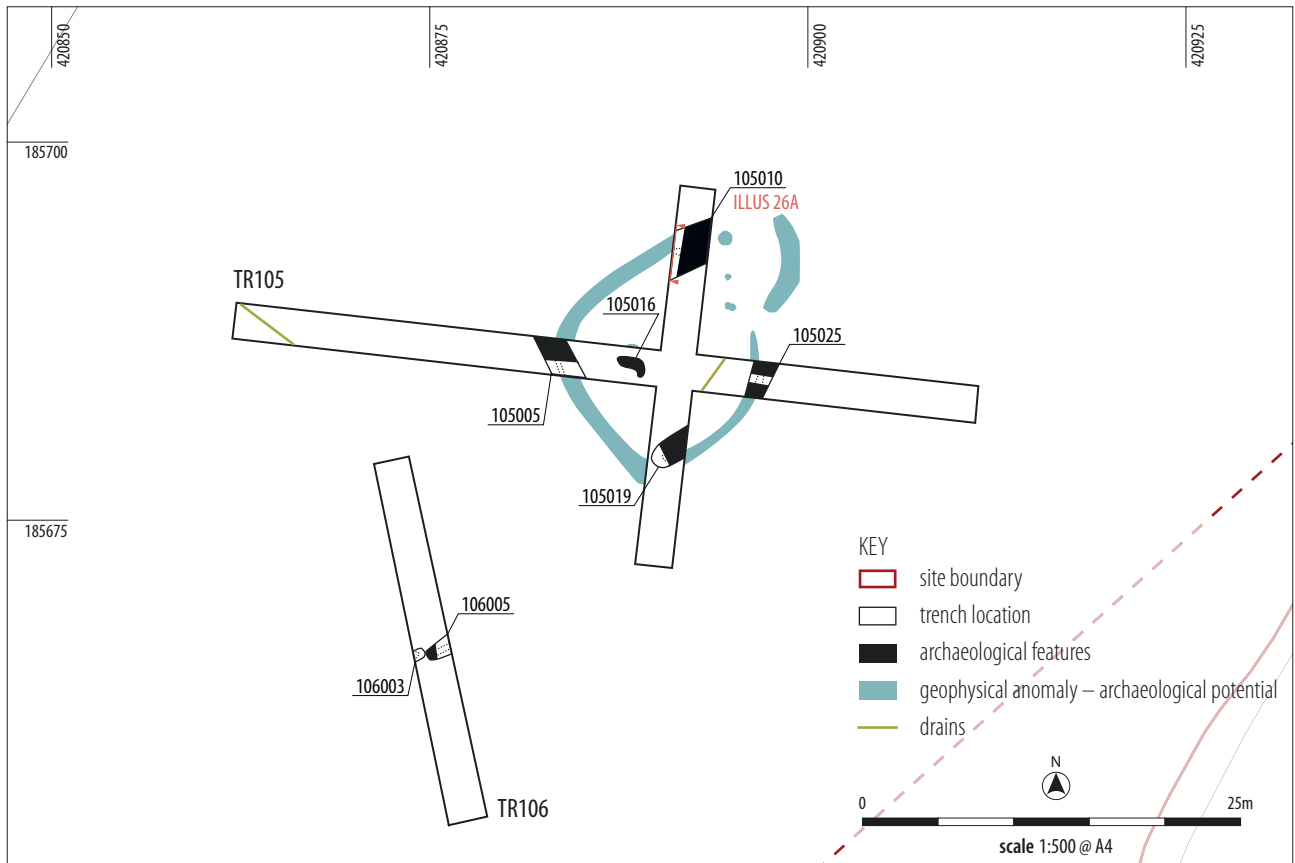 420850
420875
420900
420925
185700
105010
ILLUS 26A
TR105
105016
105025
105005
105019
185675
KEY
site boundary
trench location
archaeological features
geophysical anomaly – archaeological potential
drains
106005
106003
TR106
N
0 25m
scale 1:500 @ A4